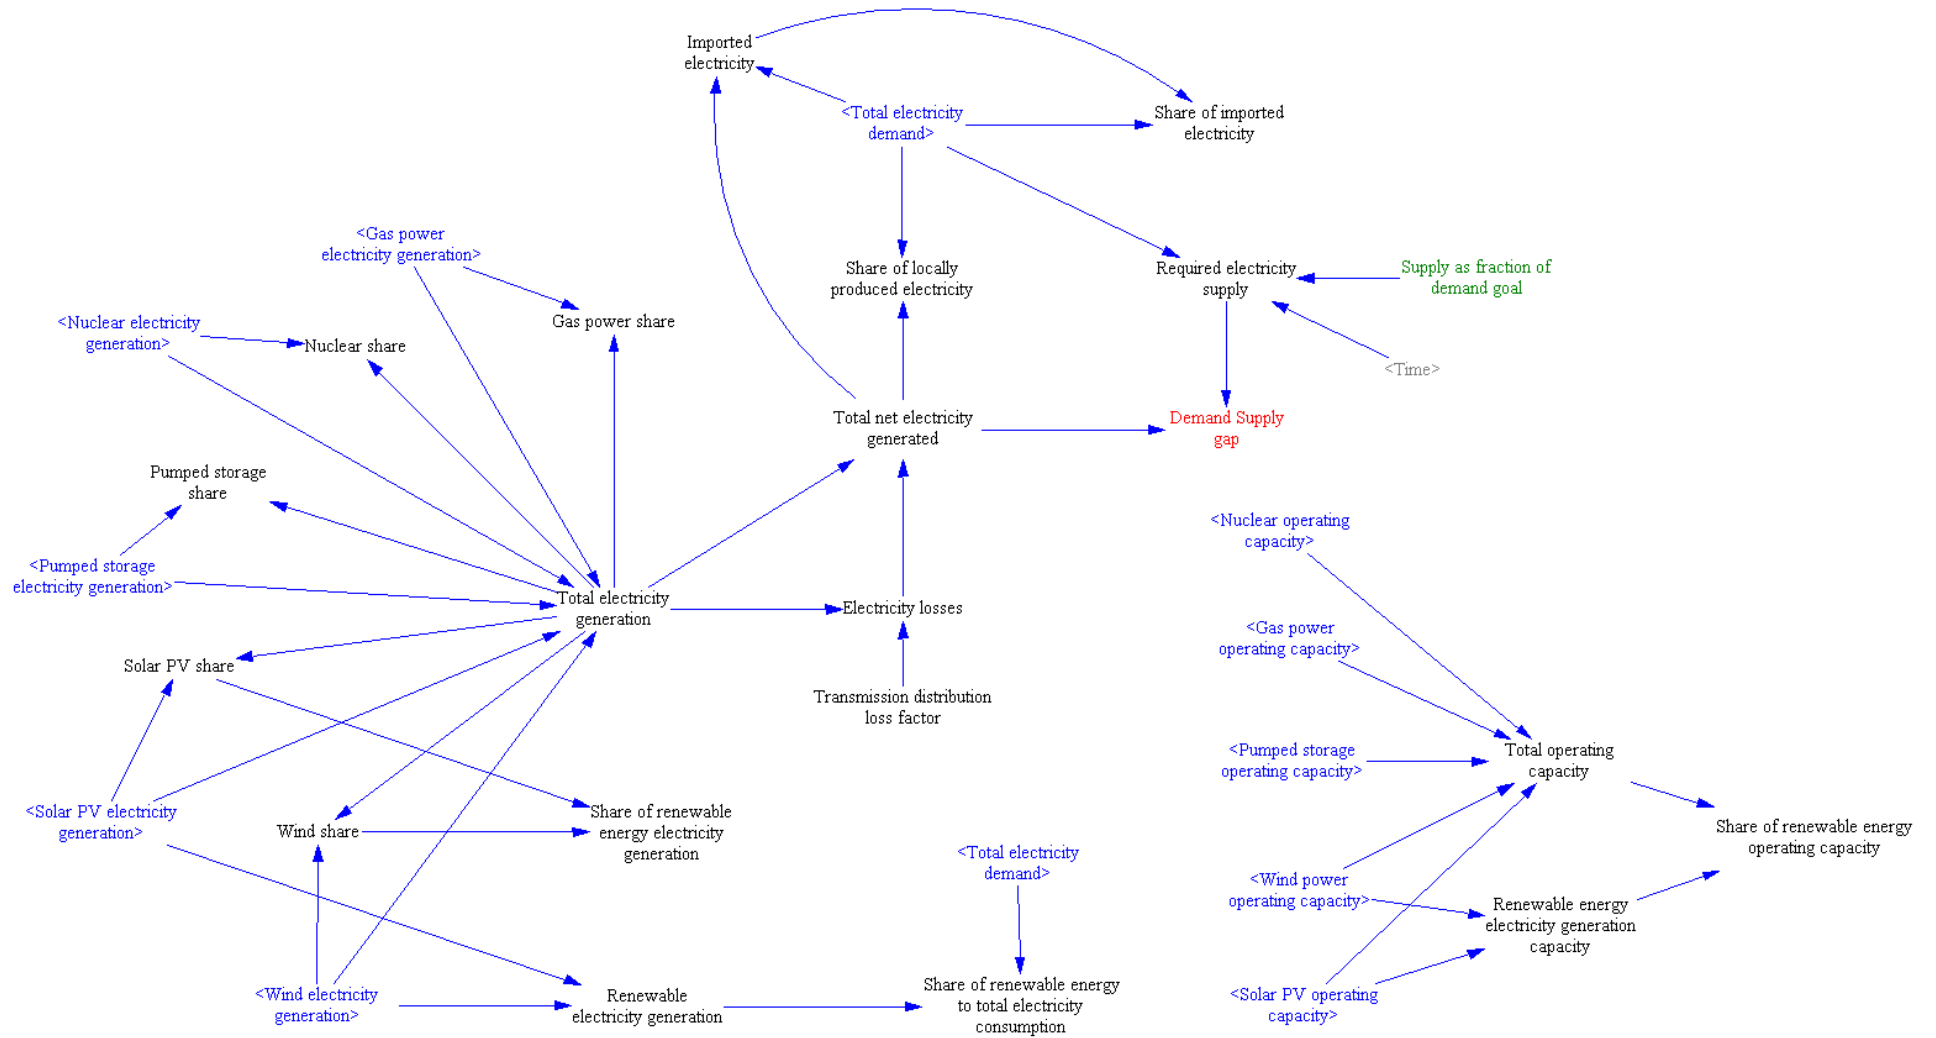 Imported
electricity
<Total electricity
demand>
Share of imported
electricity
<Gas power
electricity generation>
Share of locally
produced electricity
Required electricity
supply
Supply as fraction of
demand goal
<Nuclear electricity
generation>
Gas power share
Nuclear share
<Time>
Total net electricity
generated
Demand Supply
gap
Pumped storage
share
<Nuclear operating
capacity>
<Pumped storage
electricity generation>
Total electricity
generation
Electricity losses
<Gas power
operating capacity>
Solar PV share
Transmission distribution
loss factor
<Pumped storage
operating capacity>
Total operating
capacity
<Solar PV electricity
generation>
Wind share
Share of renewable
energy electricity
generation
Share of renewable energy
operating capacity
<Total electricity
demand>
<Wind power
operating capacity>
Renewable energy
electricity generation
capacity
<Wind electricity
generation>
Renewable
electricity generation
Share of renewable energy
to total electricity
consumption
<Solar PV operating
capacity>